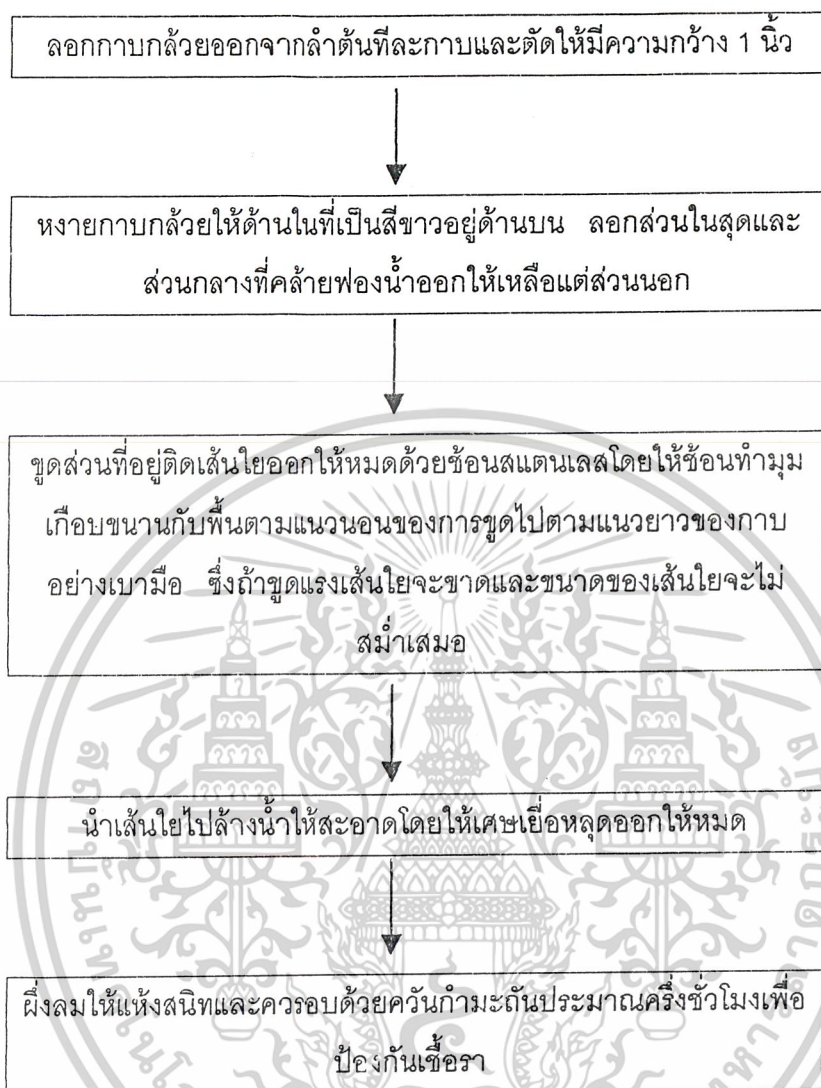 ลอกกาบกล้วยออกจากลำต้นทีละกาบและตัดให้มีความกว้าง 1 นิ้ว
หงายกาบกล้วยให้ด้านในที่เป็นสีขาวอยู่ด้านบน ลอกส่วนในสุดและ
ส่วนกลางที่คล้ายฟองน้ำออกให้เหลือแต่ส่วนนอก
ขูดส่วนที่อยู่ติดเส้นใยออกให้หมดด้วยช้อนสแตนเลสโดยให้ช้อนทำมุม
เกือบขนานกับพื้นตามแนวนอนของการขูดไปตามแนวยาวของกาบ
อย่างเบามือ ซึ่งถ้าขูดแรงเส้นใยจะขาดและขนาดของเส้นใยจะไม่
สม่ำเสมอ
นำเส้นใยไปล้างน้ำให้สะอาดโดยให้เศษเยื่อหลุดออกให้หมด
ผึ่งลมให้แห้งสนิทและควรอบด้วยควันกำมะถันประมาณครึ่งชั่วโมงเพื่อ
ป้องกันเชื้อรา